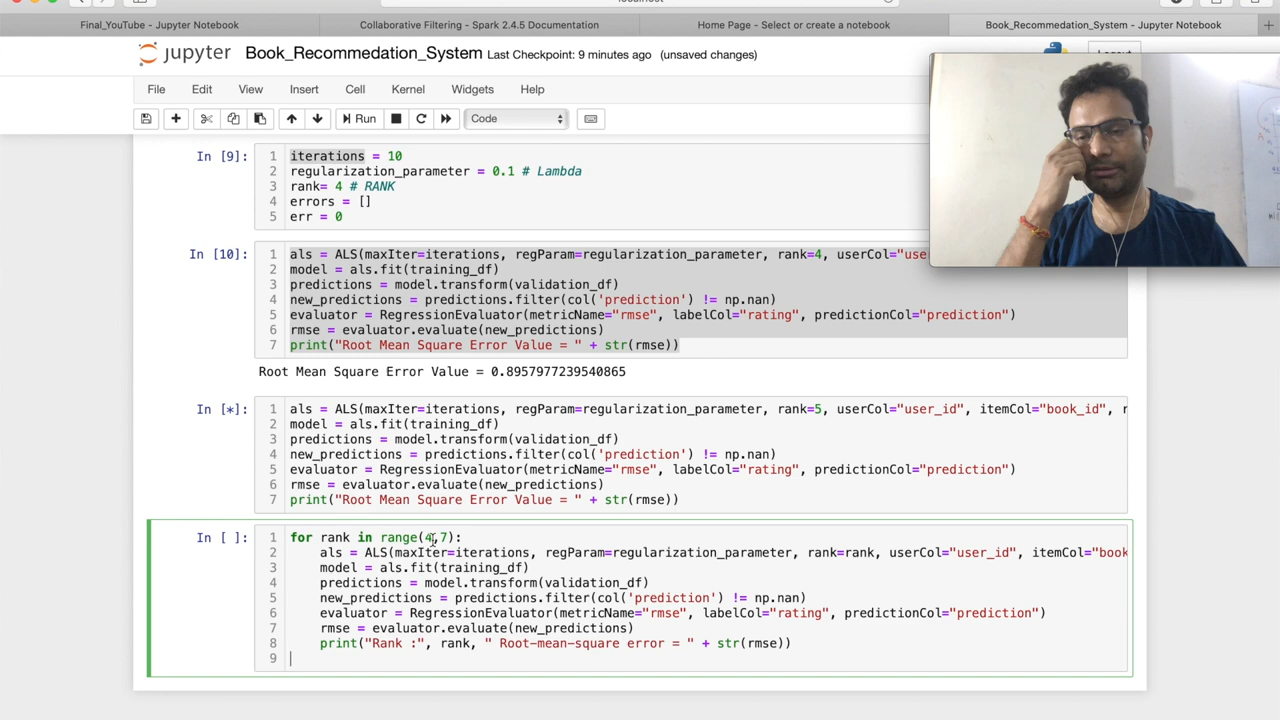 localhost
Final_YouTube - Jupyter Notebook
Collaborative Filtering - Spark 2.4.5 Documentation
Home Page - Select or create a notebook
Book_Recommedation_System - Jupyter Notebook
jupyter Book_Recommedation_System Last Checkpoint: 9 minutes ago (unsaved changes)
Logout
File Edit View Insert Cell Kernel Widgets Help
Run Code
In [9]:
1 iterations = 10
2 regularization_parameter = 0.1 # Lambda
3 rank= 4 # RANK
4 errors = []
5 err = 0
In [10]:
1 als = ALS(maxIter=iterations, regParam=regularization_parameter, rank=4, userCol="use
2 model = als.fit(training_df)
3 predictions = model.transform(validation_df)
4 new_predictions = predictions.filter(col('prediction') != np.nan)
5 evaluator = RegressionEvaluator(metricName="rmse", labelCol="rating", predictionCol="prediction")
6 rmse = evaluator.evaluate(new_predictions)
7 print("Root Mean Square Error Value = " + str(rmse))
Root Mean Square Error Value = 0.8957977239540865
In [*]:
1 als = ALS(maxIter=iterations, regParam=regularization_parameter, rank=5, userCol="user_id", itemCol="book_id", r
2 model = als.fit(training_df)
3 predictions = model.transform(validation_df)
4 new_predictions = predictions.filter(col('prediction') != np.nan)
5 evaluator = RegressionEvaluator(metricName="rmse", labelCol="rating", predictionCol="prediction")
6 rmse = evaluator.evaluate(new_predictions)
7 print("Root Mean Square Error Value = " + str(rmse))
In [ ]:
1 for rank in range(4,7):
2 als = ALS(maxIter=iterations, regParam=regularization_parameter, rank=rank, userCol="user_id", itemCol="book
3 model = als.fit(training_df)
4 predictions = model.transform(validation_df)
5 new_predictions = predictions.filter(col('prediction') != np.nan)
6 evaluator = RegressionEvaluator(metricName="rmse", labelCol="rating", predictionCol="prediction")
7 rmse = evaluator.evaluate(new_predictions)
8 print("Rank :", rank, " Root-mean-square error = " + str(rmse))
9